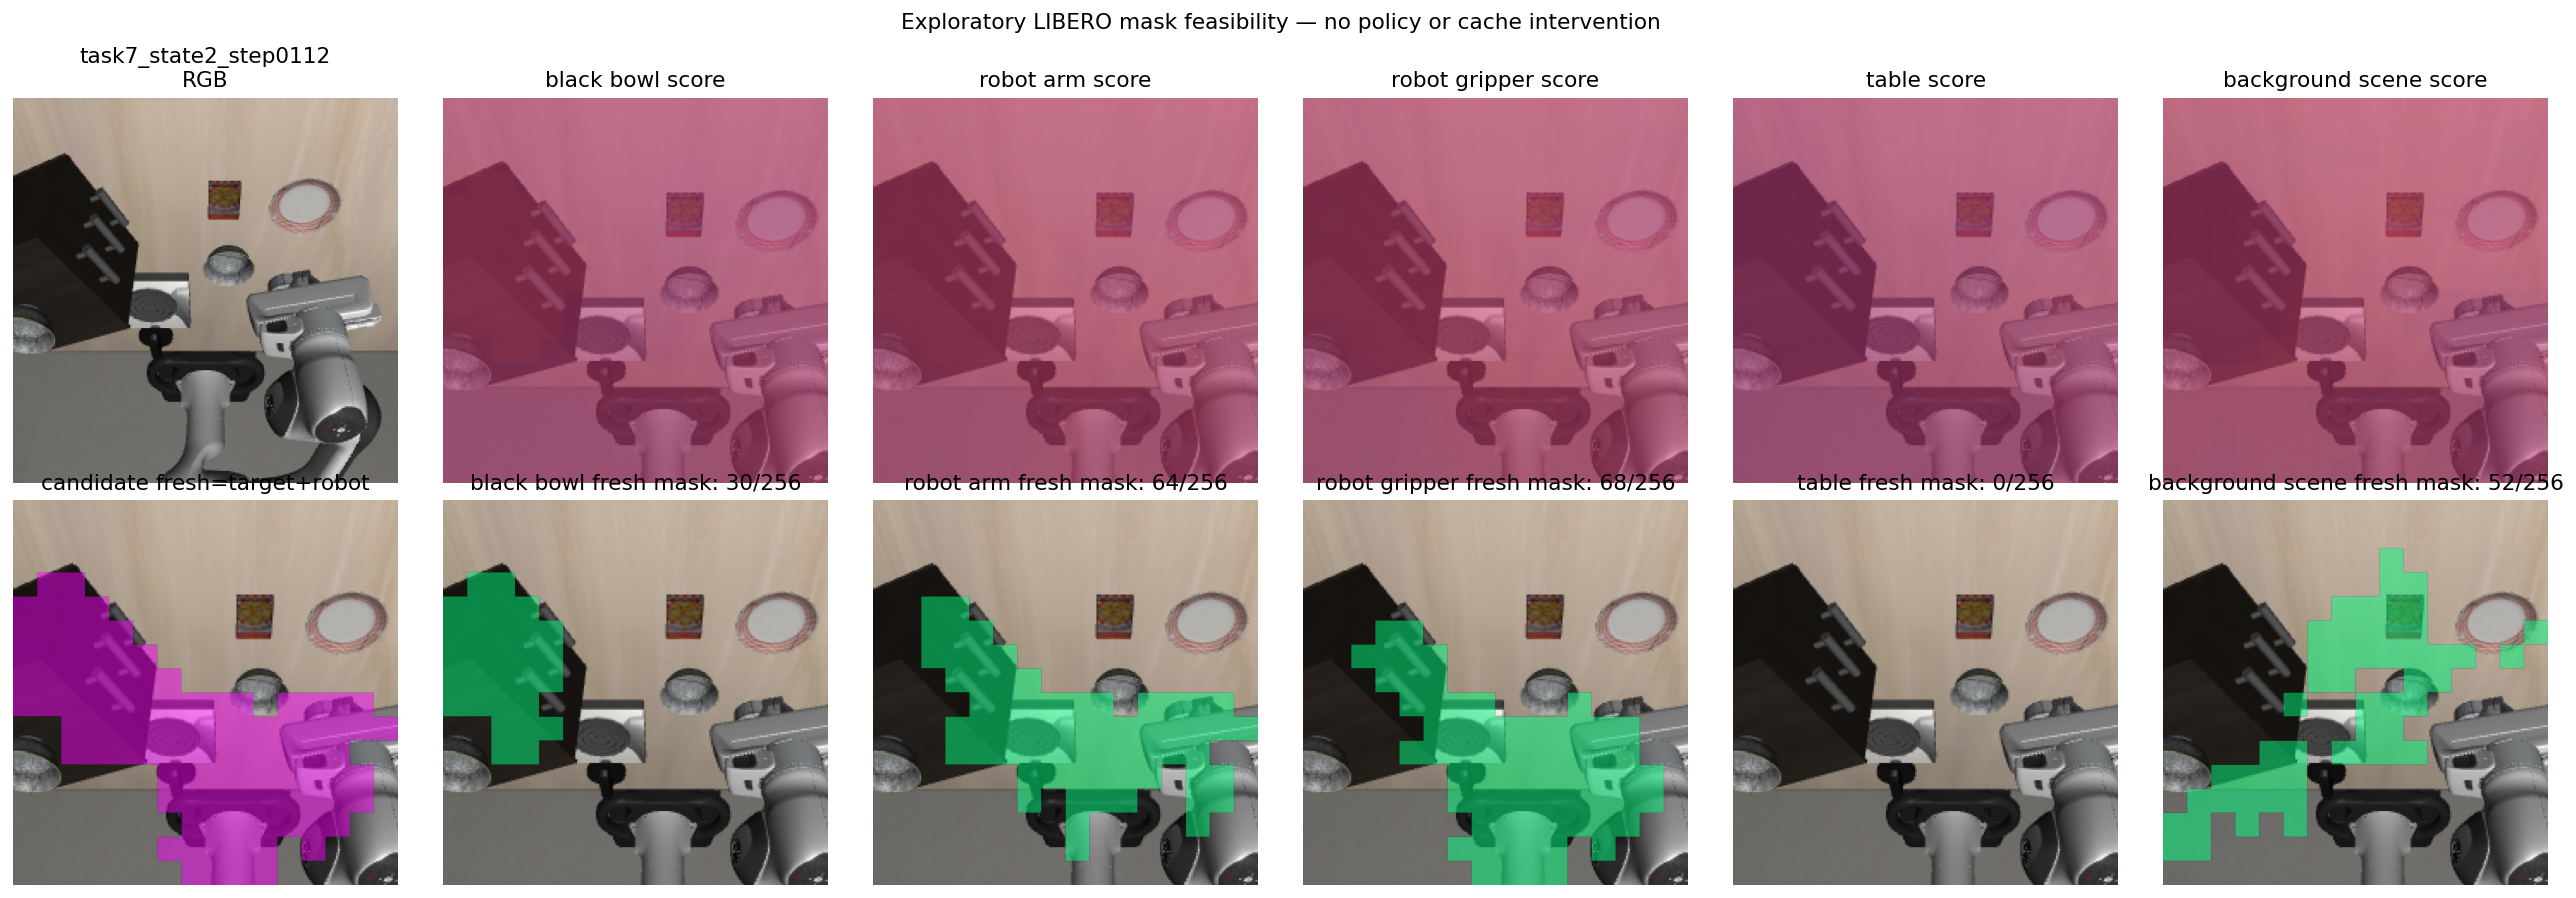 Exploratory LIBERO mask feasibility — no policy or cache intervention
task7_state2_step0112
RGB
black bowl score
robot arm score
robot gripper score
table score
background scene score
candidate fresh=target+robot
black bowl fresh mask: 30/256
robot arm fresh mask: 64/256
robot gripper fresh mask: 68/256
table fresh mask: 0/256
background scene fresh mask: 52/256